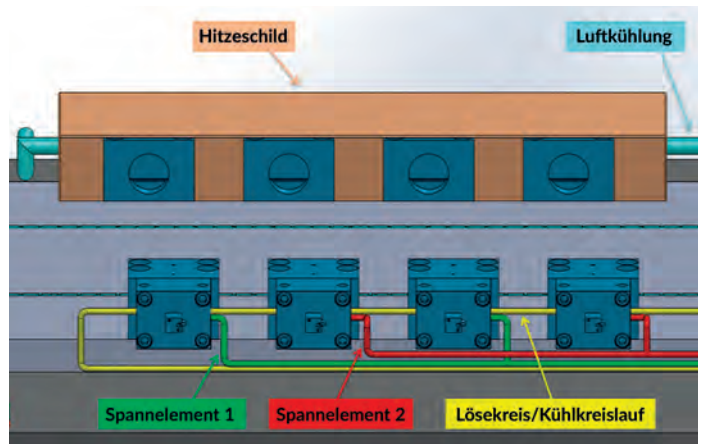 Hitzeschild
Luftkühlung
Spannelement 1
Spannelement 2
Lösekreis/Kühlkreislauf